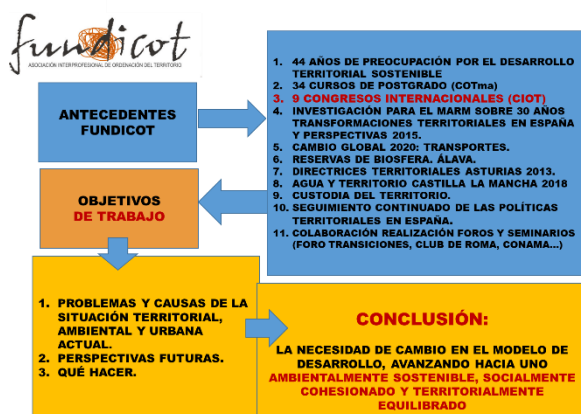 fundicot
ASOCIACIÓN INTERPROFESIONAL DE ORDENACIÓN DEL TERRITORIO
ANTECEDENTES
FUNDICOT
1. 44 AÑOS DE PREOCUPACIÓN POR EL DESARROLLO
TERRITORIAL SOSTENIBLE
2. 34 CURSOS DE POSTGRADO (COTma)
3. 9 CONGRESOS INTERNACIONALES (CIOT)
4. INVESTIGACIÓN PARA EL MARM SOBRE 30 AÑOS
TRANSFORMACIONES TERRITORIALES EN ESPAÑA
Y PERSPECTIVAS 2015.
5. CAMBIO GLOBAL 2020: TRANSPORTES.
6. RESERVAS DE BIOSFERA. ÁLAVA.
7. DIRECTRICES TERRITORIALES ASTURIAS 2013.
8. AGUA Y TERRITORIO CASTILLA LA MANCHA 2018
9. CUSTODIA DEL TERRITORIO.
10. SEGUIMIENTO CONTINUADO DE LAS POLÍTICAS
TERRITORIALES EN ESPAÑA.
11. COLABORACIÓN REALIZACIÓN FOROS Y SEMINARIOS
(FORO TRANSICIONES, CLUB DE ROMA, CONAMA...)
OBJETIVOS
DE TRABAJO
1. PROBLEMAS Y CAUSAS DE LA
SITUACIÓN TERRITORIAL,
AMBIENTAL Y URBANA
ACTUAL.
2. PERSPECTIVAS FUTURAS.
3. QUÉ HACER.
CONCLUSIÓN:
LA NECESIDAD DE CAMBIO EN EL MODELO DE
DESARROLLO, AVANZANDO HACIA UNO
AMBIENTALMENTE SOSTENIBLE, SOCIALMENTE
COHESIONADO Y TERRITORIALMENTE
EQUILIBRADO